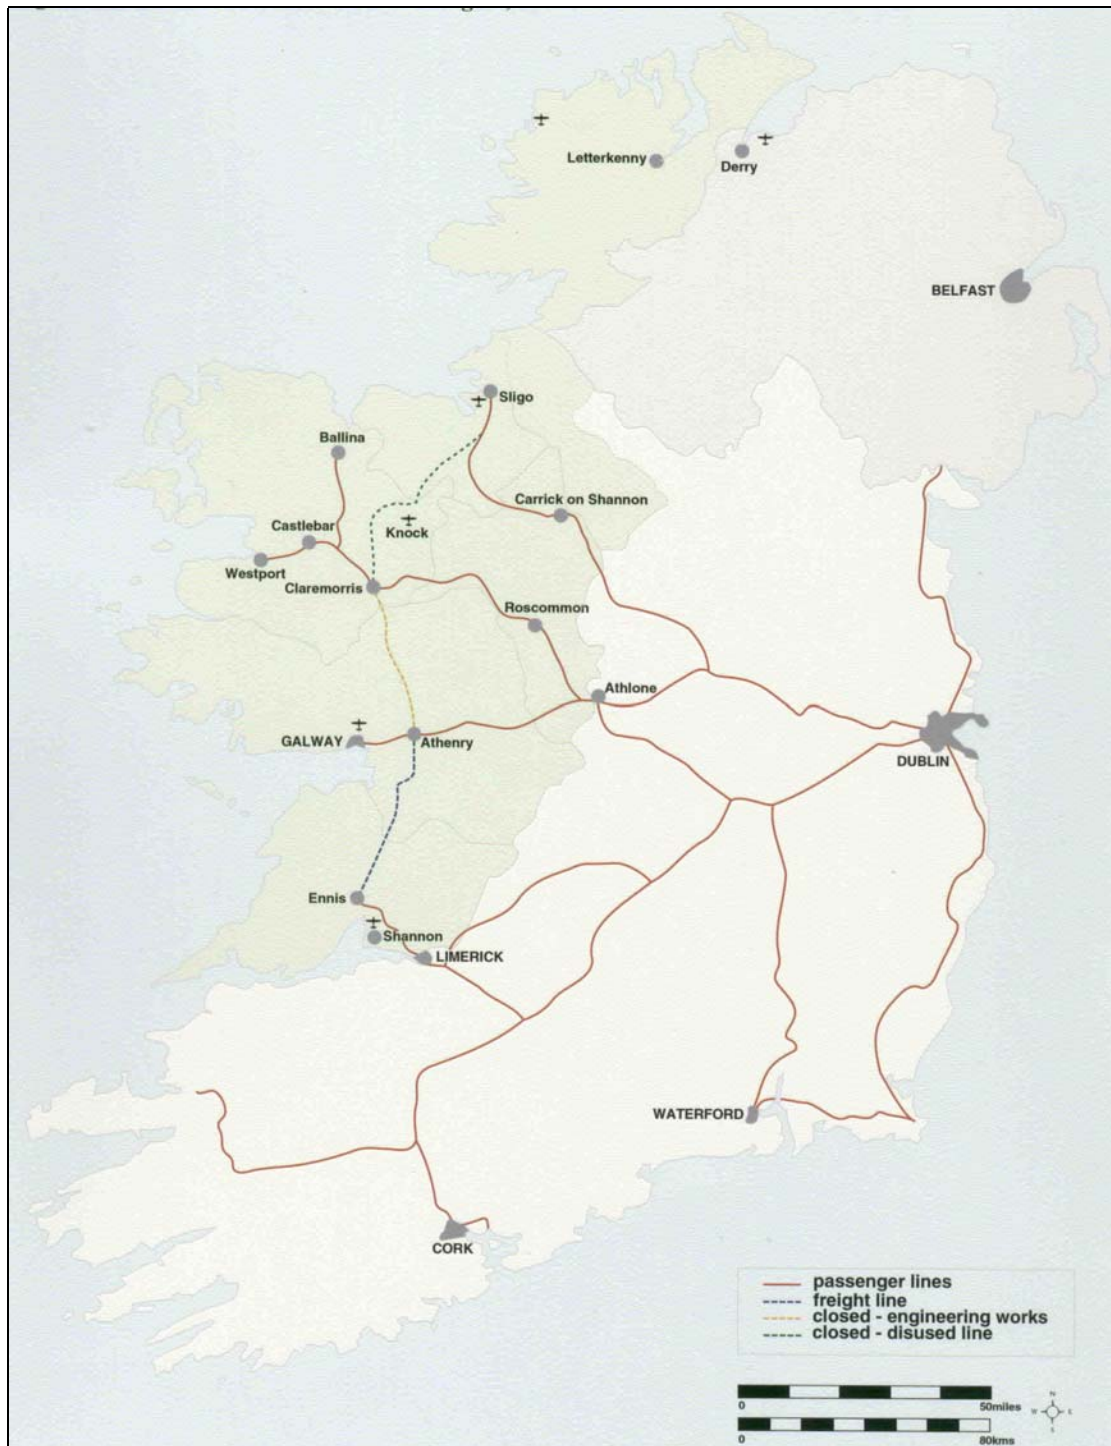 Letterkenny
Derry
BELFAST
Sligo
Ballina
Carrick on Shannon
Castlebar
Knock
Westport
Claremorris
Roscommon
Athlone
GALWAY
Athenry
DUBLIN
Ennis
Shannon
LIMERICK
WATERFORD
CORK
passenger lines
freight line
closed - engineering works
closed - disused line
0 50miles
N
W E
S
0 80kms